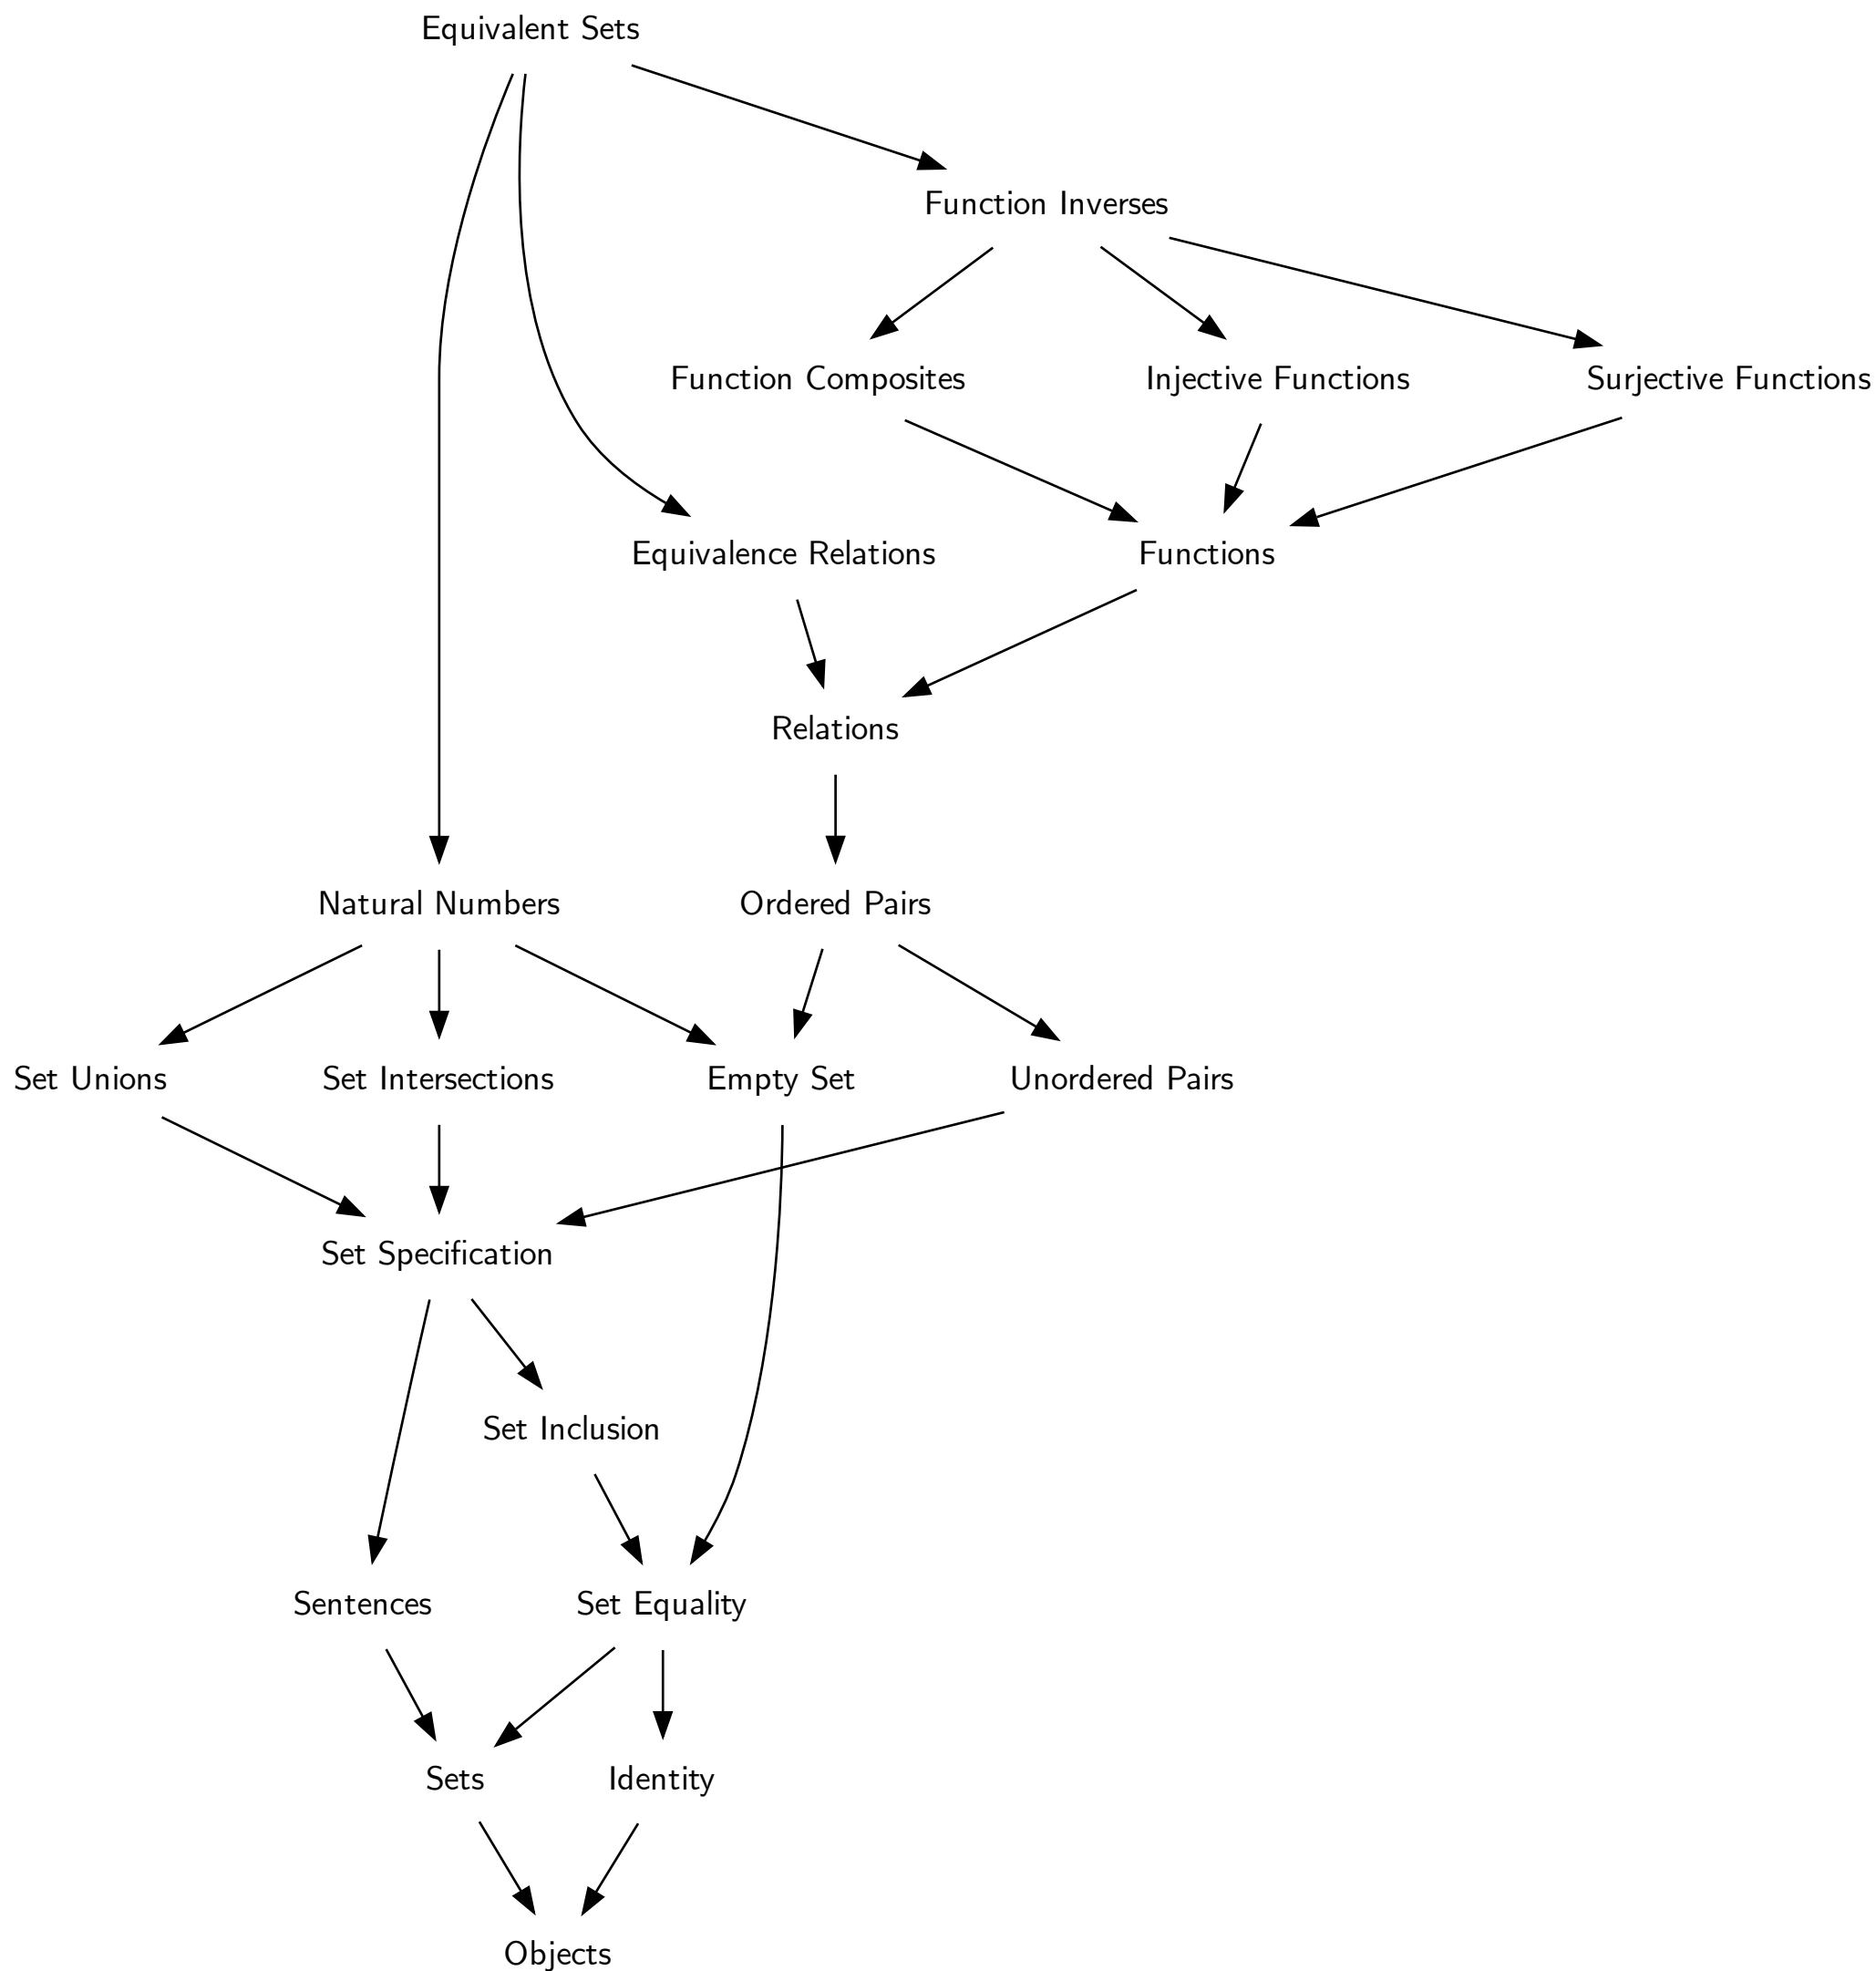 Equivalent Sets
Function Inverses
Function Composites
Injective Functions
Surjective Functions
Equivalence Relations
Functions
Relations
Natural Numbers
Ordered Pairs
Set Unions
Set Intersections
Empty Set
Unordered Pairs
Set Specification
Set Inclusion
Sentences
Set Equality
Sets
Identity
Objects